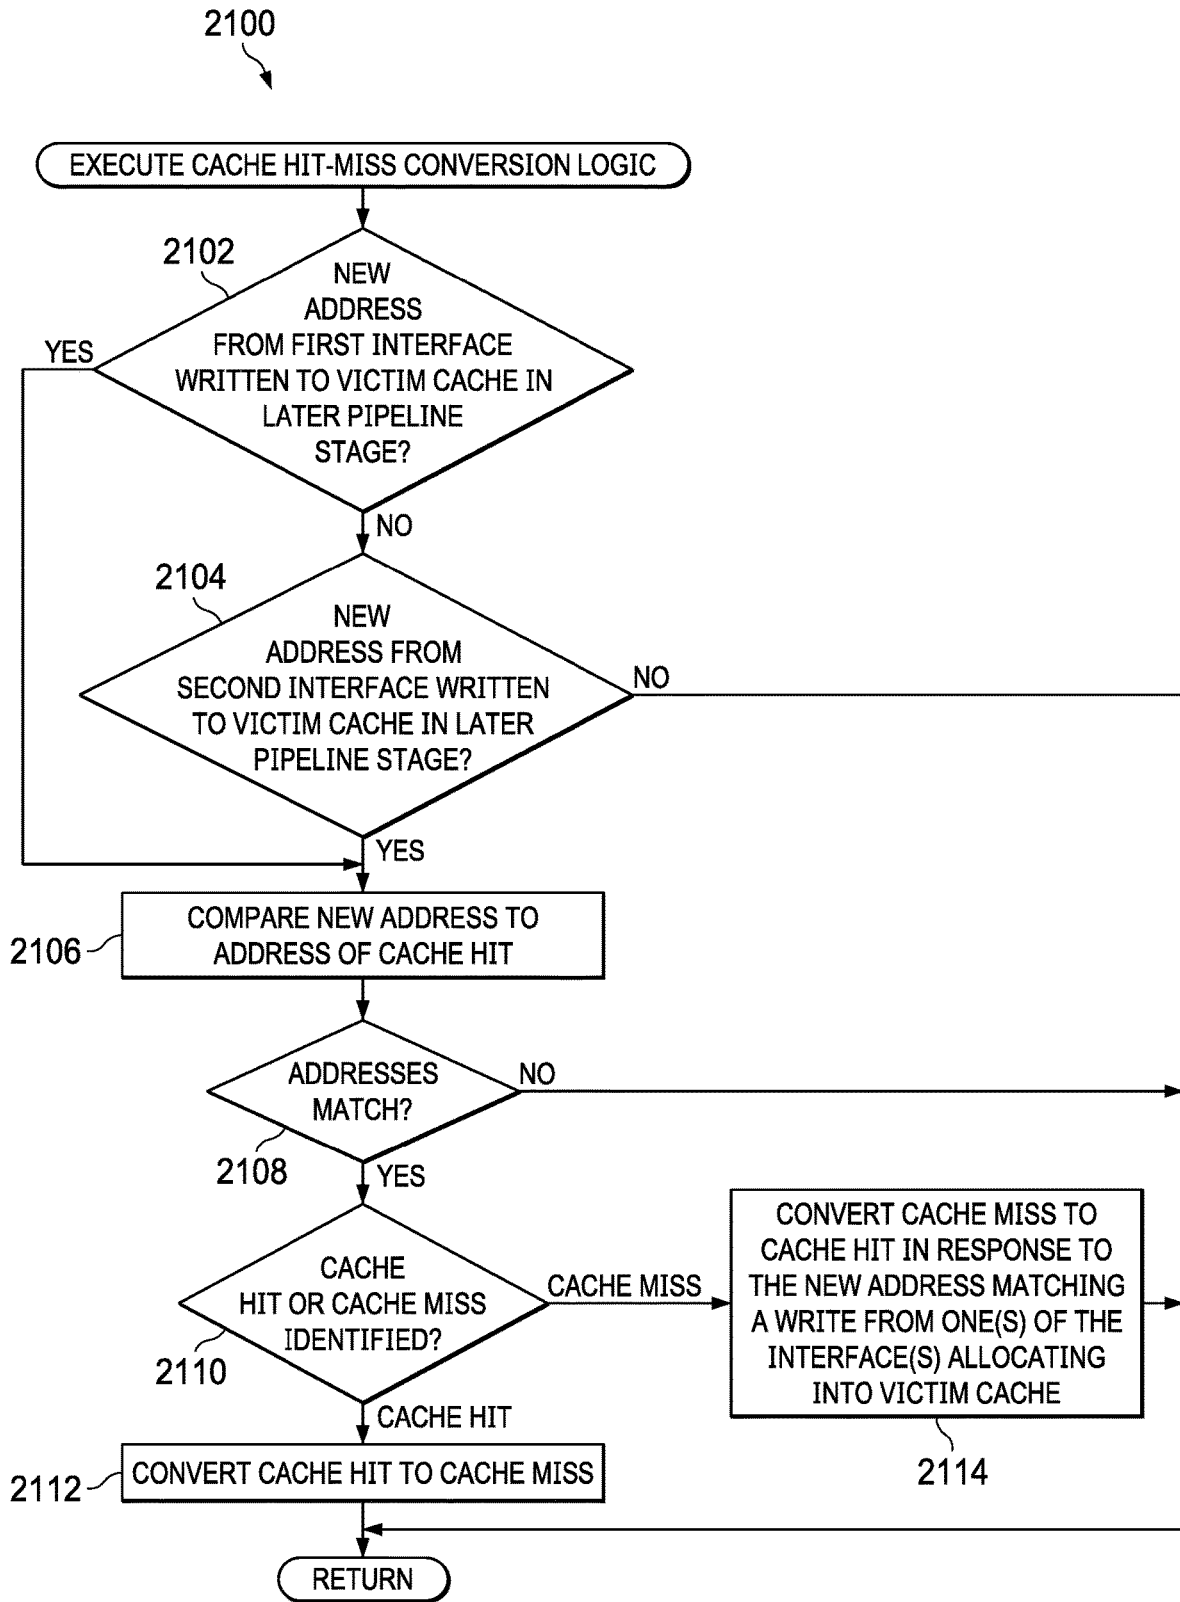 2100
EXECUTE CACHE HIT-MISS CONVERSION LOGIC
2102
NEW
ADDRESS
FROM FIRST INTERFACE
WRITTEN TO VICTIM CACHE IN
LATER PIPELINE
STAGE?
YES
NO
2104
NEW
ADDRESS FROM
SECOND INTERFACE WRITTEN
TO VICTIM CACHE IN LATER
PIPELINE STAGE?
NO
YES
COMPARE NEW ADDRESS TO
ADDRESS OF CACHE HIT
2106
ADDRESSES
MATCH?
NO
2108
YES
CACHE
HIT OR CACHE MISS
IDENTIFIED?
CACHE MISS
2110
CONVERT CACHE MISS TO
CACHE HIT IN RESPONSE TO
THE NEW ADDRESS MATCHING
A WRITE FROM ONE(S) OF THE
INTERFACE(S) ALLOCATING
INTO VICTIM CACHE
2114
CACHE HIT
2112
CONVERT CACHE HIT TO CACHE MISS
RETURN